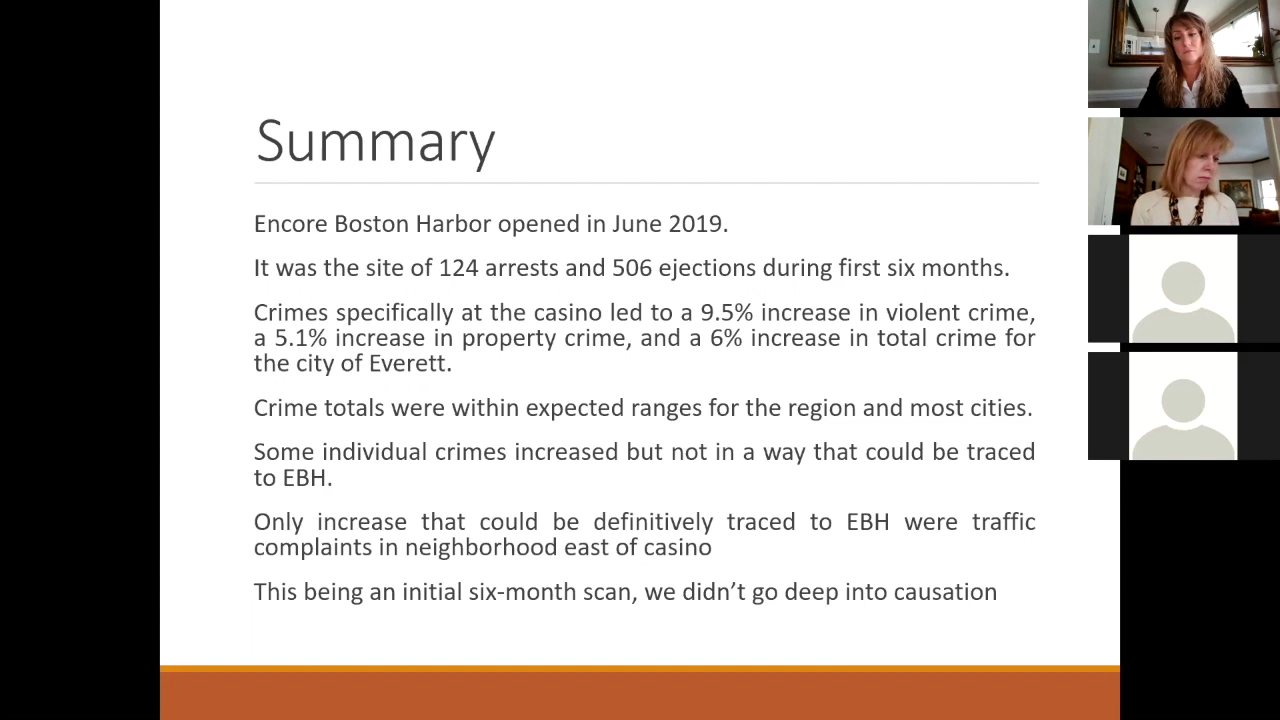 Summary
Encore Boston Harbor opened in June 2019.
It was the site of 124 arrests and 506 ejections during first six months.
Crimes specifically at the casino led to a 9.5% increase in violent crime,
a 5.1% increase in property crime, and a 6% increase in total crime for
the city of Everett.
Crime totals were within expected ranges for the region and most cities.
Some individual crimes increased but not in a way that could be traced
to EBH.
Only increase that could be definitively traced to EBH were traffic
complaints in neighborhood east of casino
This being an initial six-month scan, we didn’t go deep into causation